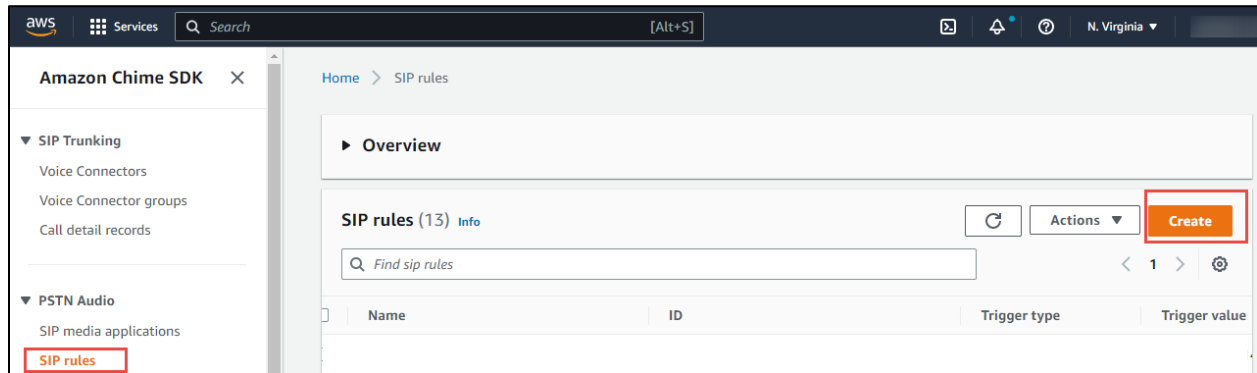 aws
Services
Search
[Alt+S]
N. Virginia
Amazon Chime SDK
Home > SIP rules
SIP Trunking
Voice Connectors
Voice Connector groups
Call detail records
PSTN Audio
SIP media applications
SIP rules
Overview
SIP rules (13) Info
Actions
Create
Find sip rules
1
Name
ID
Trigger type
Trigger value